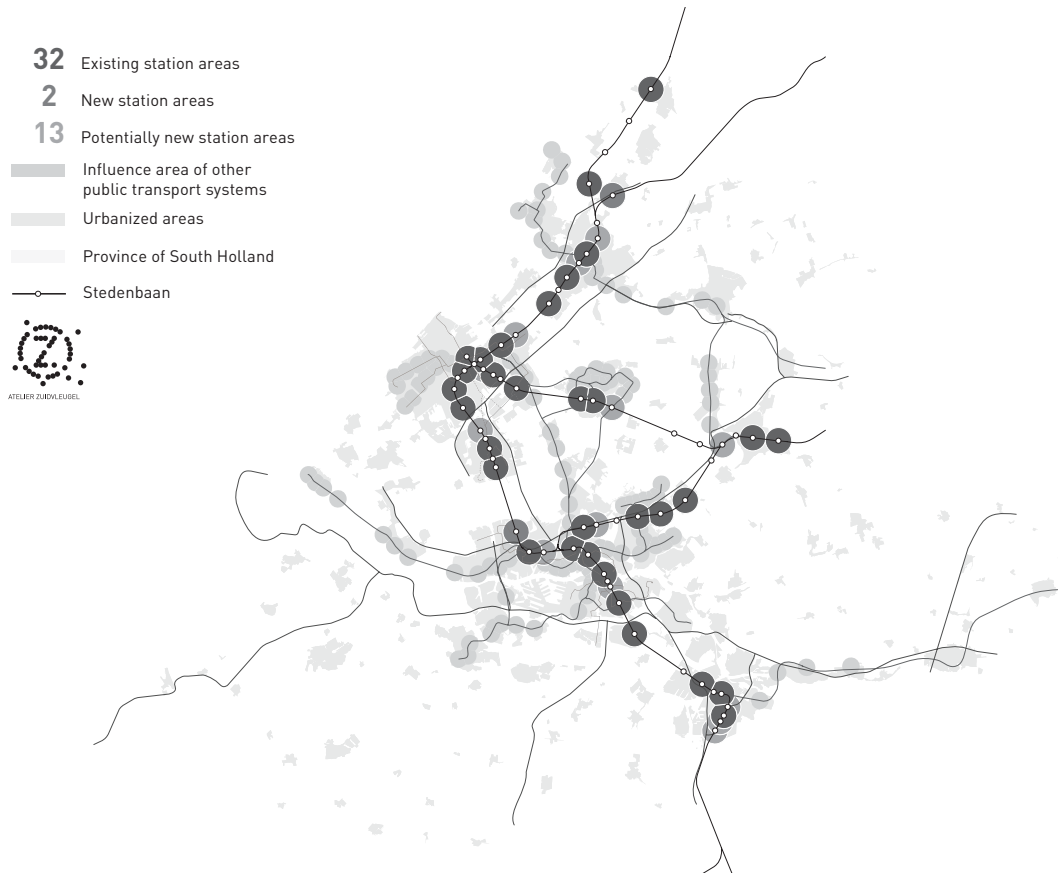 32 Existing station areas
2 New station areas
13 Potentially new station areas
Influence area of other
public transport systems
Urbanized areas
Province of South Holland
Stedenbaan
Z
ATELIER ZUIDVLEUGEL